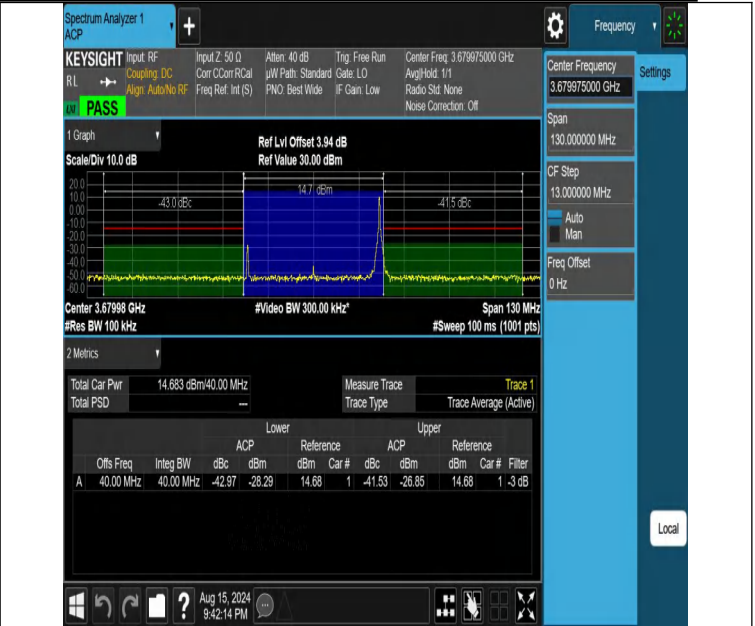 Spectrum Analyzer 1
ACP
Frequency
KEYSIGHT
RL
PASS
Input: RF
Coupling: DC
Align: Auto/No RF
Input Z: 50 Ω
Corr CCorr RCal
Freq Ref: Int (S)
Atten: 40 dB
µW Path: Standard
PNO: Best Wide
Trig: Free Run
Gate: LO
IF Gain: Low
Center Freq: 3.679975000 GHz
Avg|Hold: 1/1
Radio Std: None
Noise Correction: Off
Center Frequency
3.679975000 GHz
Settings
Span
130.000000 MHz
CF Step
13.000000 MHz
Auto
Man
Freq Offset
0 Hz
1 Graph
Scale/Div 10.0 dB
Ref Lvl Offset 3.94 dB
Ref Value 30.00 dBm
20.0
10.0
0.00
-10.0
-20.0
-30.0
-40.0
-50.0
-60.0
-43.0 dBc
14.7 dBm
-41.5 dBc
Center 3.67998 GHz
#Video BW 300.00 kHz*
Span 130 MHz
#Res BW 100 kHz
#Sweep 100 ms (1001 pts)
2 Metrics
Total Car Pwr 14.683 dBm/40.00 MHz
Total PSD ---
Measure Trace Trace 1
Trace Type Trace Average (Active)
Lower Upper
ACP Reference ACP Reference
Offs Freq Integ BW dBc dBm dBm Car # dBc dBm dBm Car # Filter
A 40.00 MHz 40.00 MHz -42.97 -28.29 14.68 1 -41.53 -26.85 14.68 1 -3 dB
Local
Aug 15, 2024
9:42:14 PM